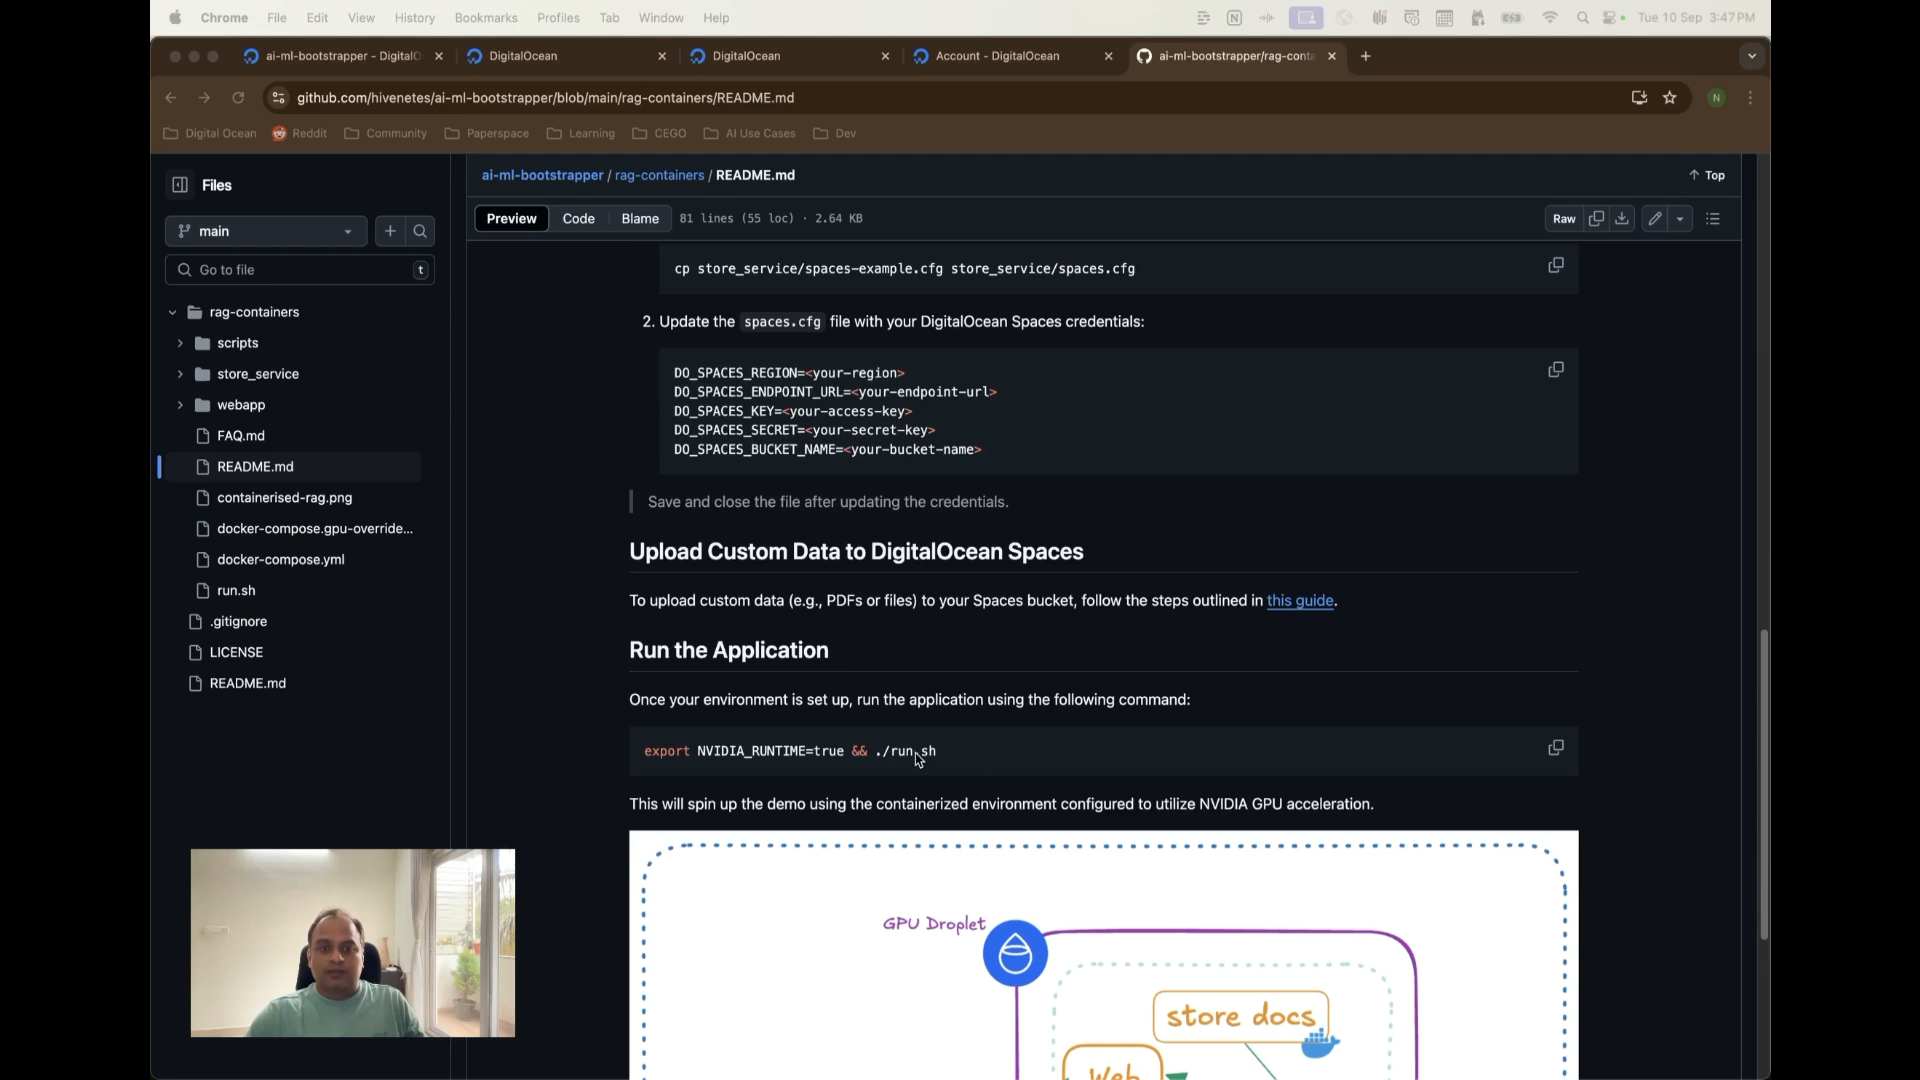 Chrome File Edit View History Bookmarks Profiles Tab Window Help
Tue 10 Sep 3:47 PM
ai-ml-bootstrapper - DigitalO
DigitalOcean
DigitalOcean
Account - DigitalOcean
ai-ml-bootstrapper/rag-conta
github.com/hivenetes/ai-ml-bootstrapper/blob/main/rag-containers/README.md
N
Digital Ocean Reddit Community Paperspace Learning CEGO AI Use Cases Dev
Files
main
Go to file t
rag-containers
scripts
store_service
webapp
FAQ.md
README.md
containerised-rag.png
docker-compose.gpu-override...
docker-compose.yml
run.sh
.gitignore
LICENSE
README.md
ai-ml-bootstrapper / rag-containers / README.md
Top
Preview Code Blame 81 lines (55 loc) · 2.64 KB
Raw
cp store_service/spaces-example.cfg store_service/spaces.cfg
2. Update the spaces.cfg file with your DigitalOcean Spaces credentials:
DO_SPACES_REGION=<your-region>
DO_SPACES_ENDPOINT_URL=<your-endpoint-url>
DO_SPACES_KEY=<your-access-key>
DO_SPACES_SECRET=<your-secret-key>
DO_SPACES_BUCKET_NAME=<your-bucket-name>
Save and close the file after updating the credentials.
Upload Custom Data to DigitalOcean Spaces
To upload custom data (e.g., PDFs or files) to your Spaces bucket, follow the steps outlined in this guide.
Run the Application
Once your environment is set up, run the application using the following command:
export NVIDIA_RUNTIME=true && ./run.sh
This will spin up the demo using the containerized environment configured to utilize NVIDIA GPU acceleration.
GPU Droplet
store docs
Web